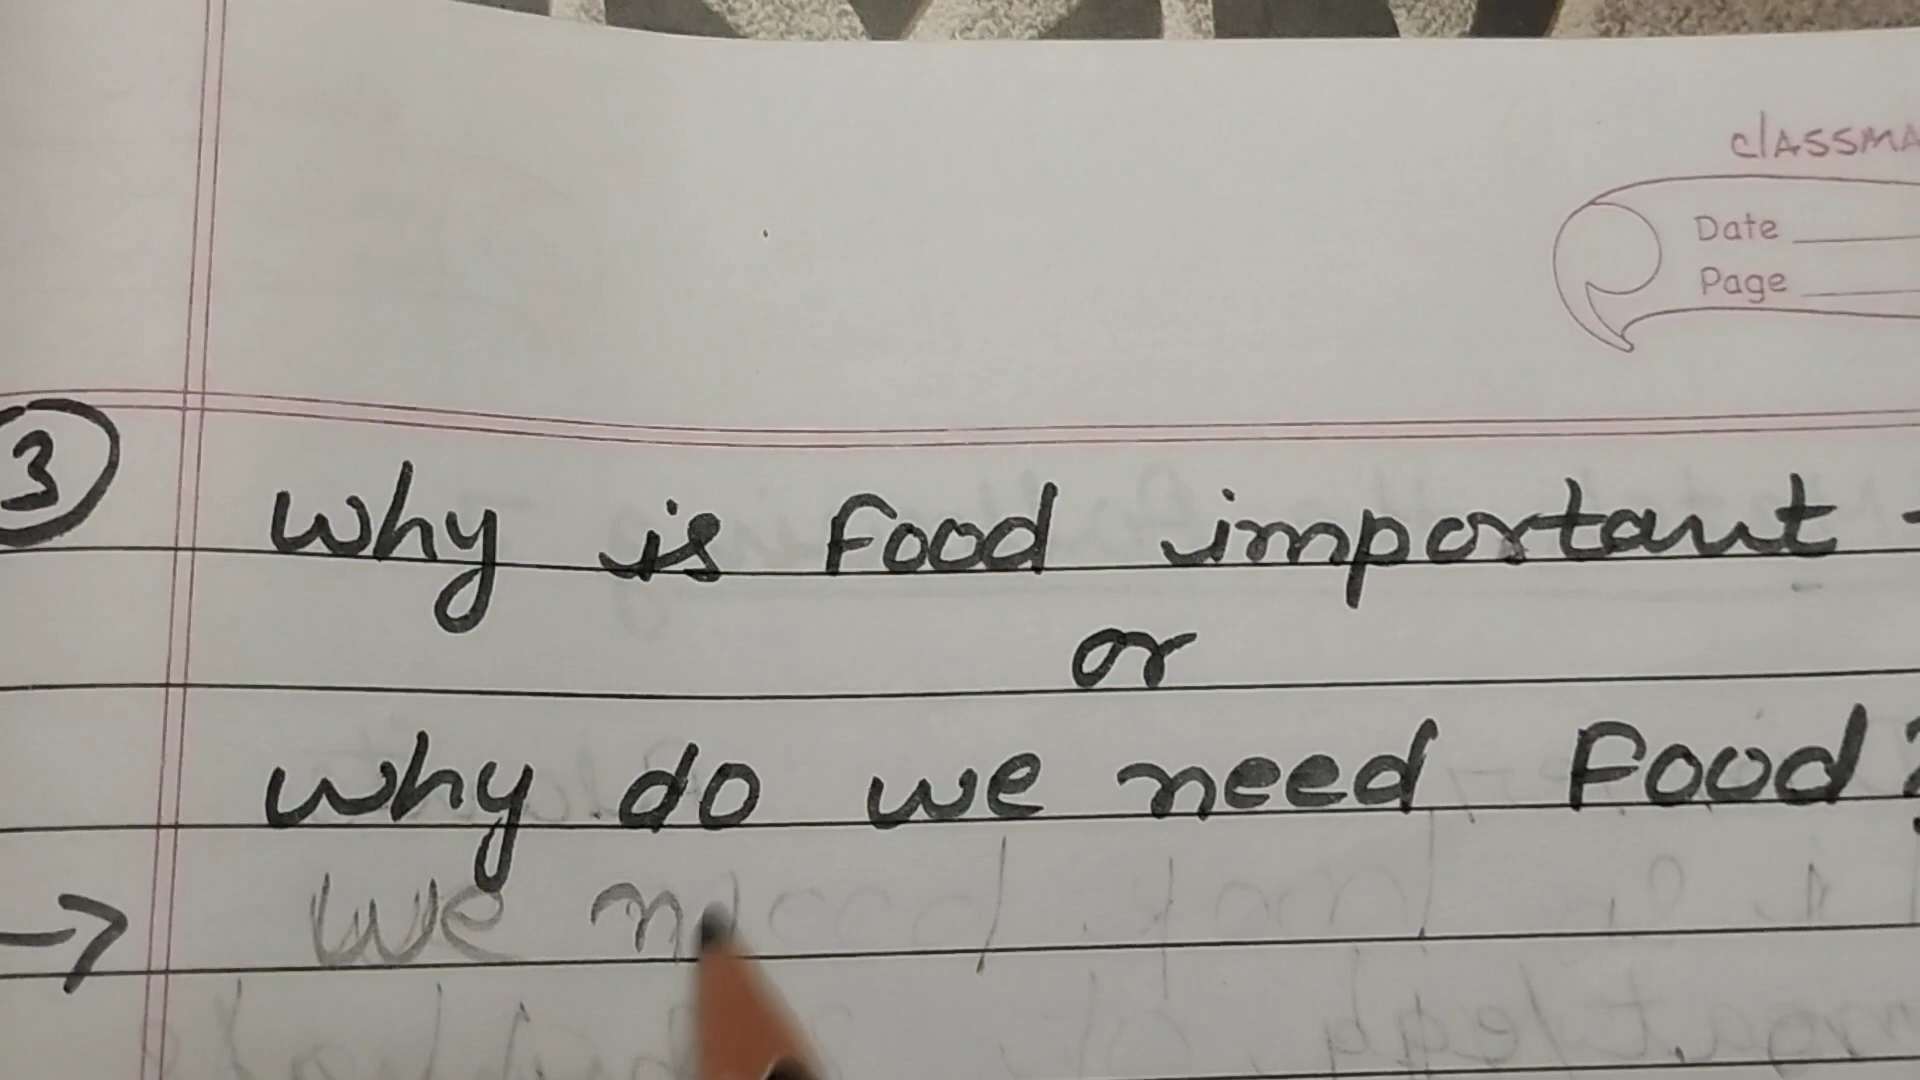 classma
Date
Page
3 Why is Food important -
or
Why do we need Food?
→ We n